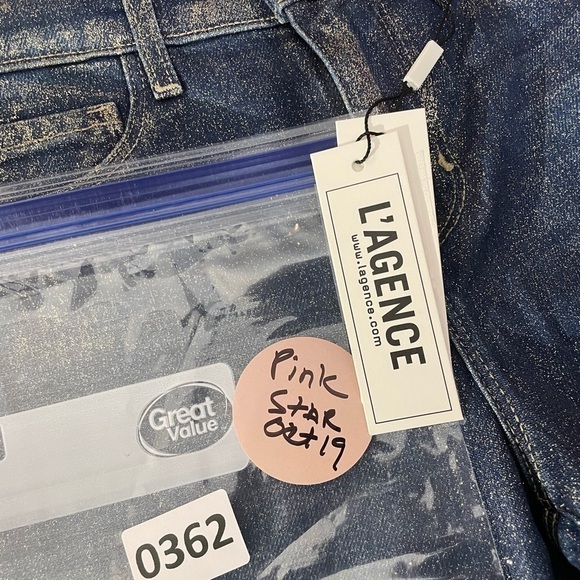 L'AGENCE
www.lagence.com
Pink
STAR
Oct 19
Great
Value
0362